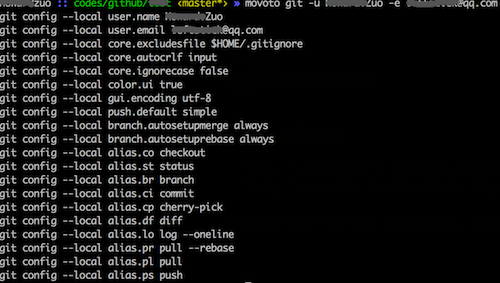 zuo :: codes/github/ <master*> » movoto git -u Zuo -e @qq.com
git config --local user.name Zuo
git config --local user.email @qq.com
git config --local core.excludesfile $HOME/.gitignore
git config --local core.autocrlf input
git config --local core.ignorecase false
git config --local color.ui true
git config --local gui.encoding utf-8
git config --local push.default simple
git config --local branch.autosetupmerge always
git config --local branch.autosetuprebase always
git config --local alias.co checkout
git config --local alias.st status
git config --local alias.br branch
git config --local alias.ci commit
git config --local alias.cp cherry-pick
git config --local alias.df diff
git config --local alias.lo log --oneline
git config --local alias.pr pull --rebase
git config --local alias.pl pull
git config --local alias.ps push